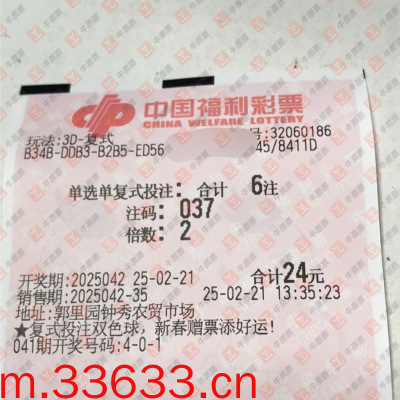 中国福利彩票
CHINA WELFARE LOTTERY
玩法:3D-复式 号:32060186
B34B-DDB3-B2B5-ED56 45/8411D
单选单复式投注: 合计 6注
注码: 037
倍数: 2
开奖期:2025042 25-02-21 合计24元
销售期:2025042-35 25-02-21 13:35:23
地址:郭里园钟秀农贸市场
★复式投注双色球，新春赠票添好运!
041期开奖号码:4-0-1
m.33633.cn